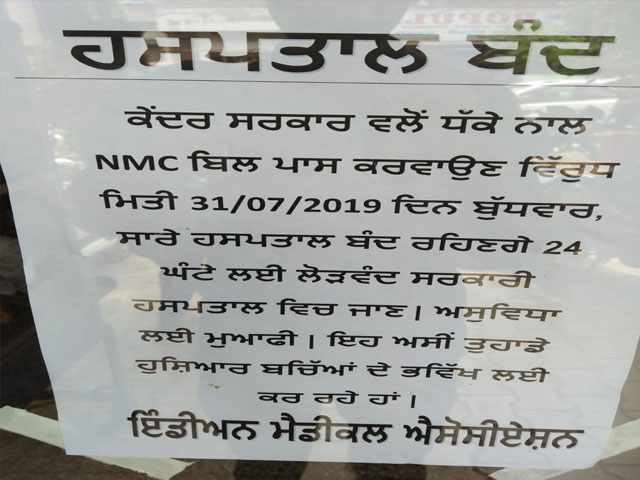 ਹਸਪਤਾਲ ਬੰਦ
ਕੇਂਦਰ ਸਰਕਾਰ ਵਲੋਂ ਧੱਕੇ ਨਾਲ
NMC ਬਿਲ ਪਾਸ ਕਰਵਾਉਣ ਵਿੱਰੁਧ
ਮਿਤੀ 31/07/2019 ਦਿਨ ਬੁੱਧਵਾਰ,
ਸਾਰੇ ਹਸਪਤਾਲ ਬੰਦ ਰਹਿਣਗੇ 24
ਘੰਟੇ ਲਈ ਲੋੜਵੰਦ ਸਰਕਾਰੀ
ਹਸਪਤਾਲ ਵਿਚ ਜਾਣ। ਅਸੁਵਿਧਾ
ਲਈ ਮੁਆਫੀ। ਇਹ ਅਸੀਂ ਤੁਹਾਡੇ
ਹੁਸ਼ਿਆਰ ਬਚਿੱਆਂ ਦੇ ਭਵਿੱਖ ਲਈ
ਕਰ ਰਹੇ ਹਾਂ।
ਇੰਡੀਅਨ ਮੈਡੀਕਲ ਐਸੋਸੀਏਸ਼ਨ